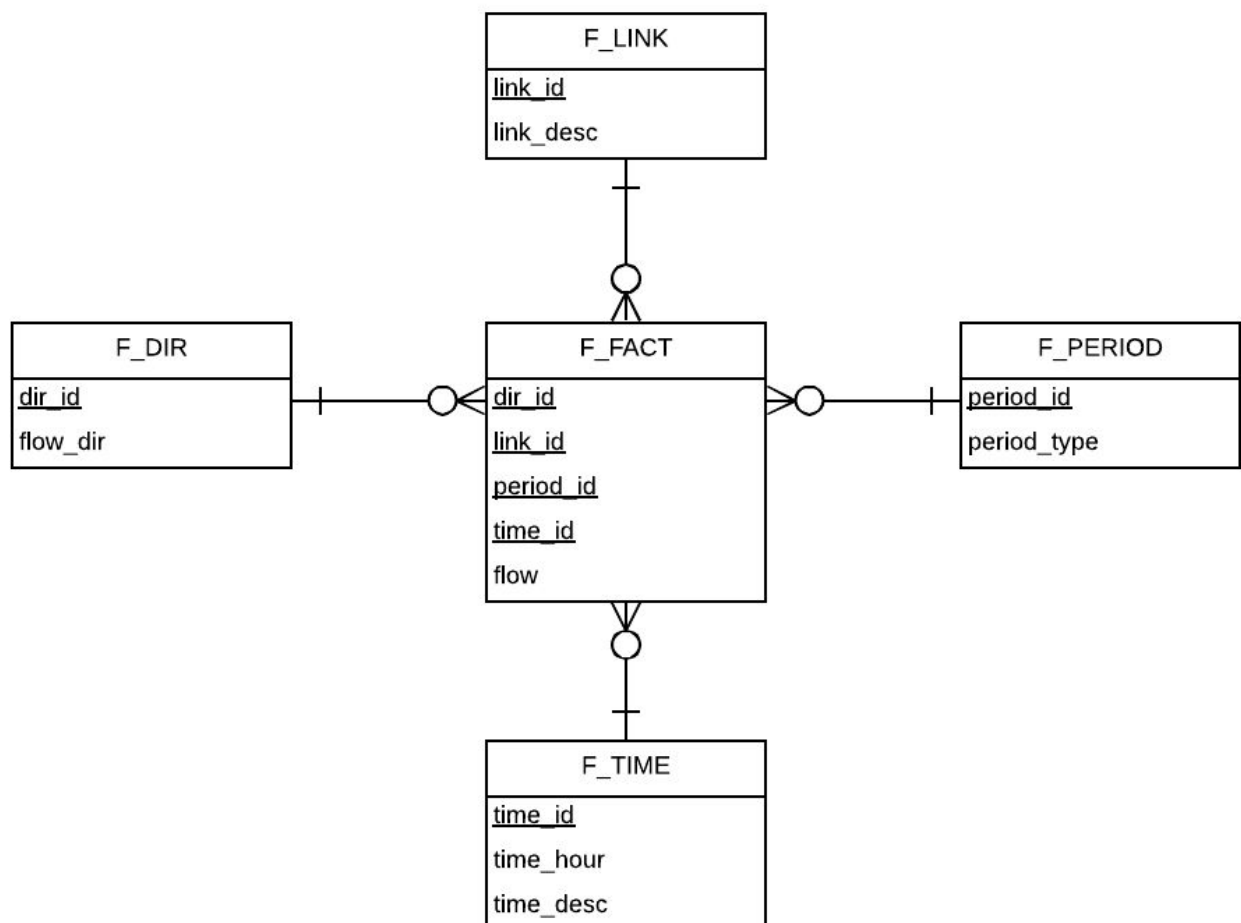 F_LINK
link_id
link_desc
F_DIR
dir_id
flow_dir
F_FACT
dir_id
link_id
period_id
time_id
flow
F_PERIOD
period_id
period_type
F_TIME
time_id
time_hour
time_desc